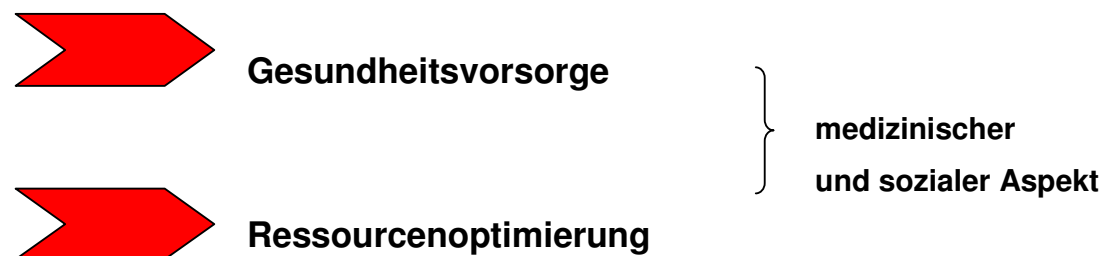 Gesundheitsvorsorge
medizinischer
und sozialer Aspekt
Ressourcenoptimierung